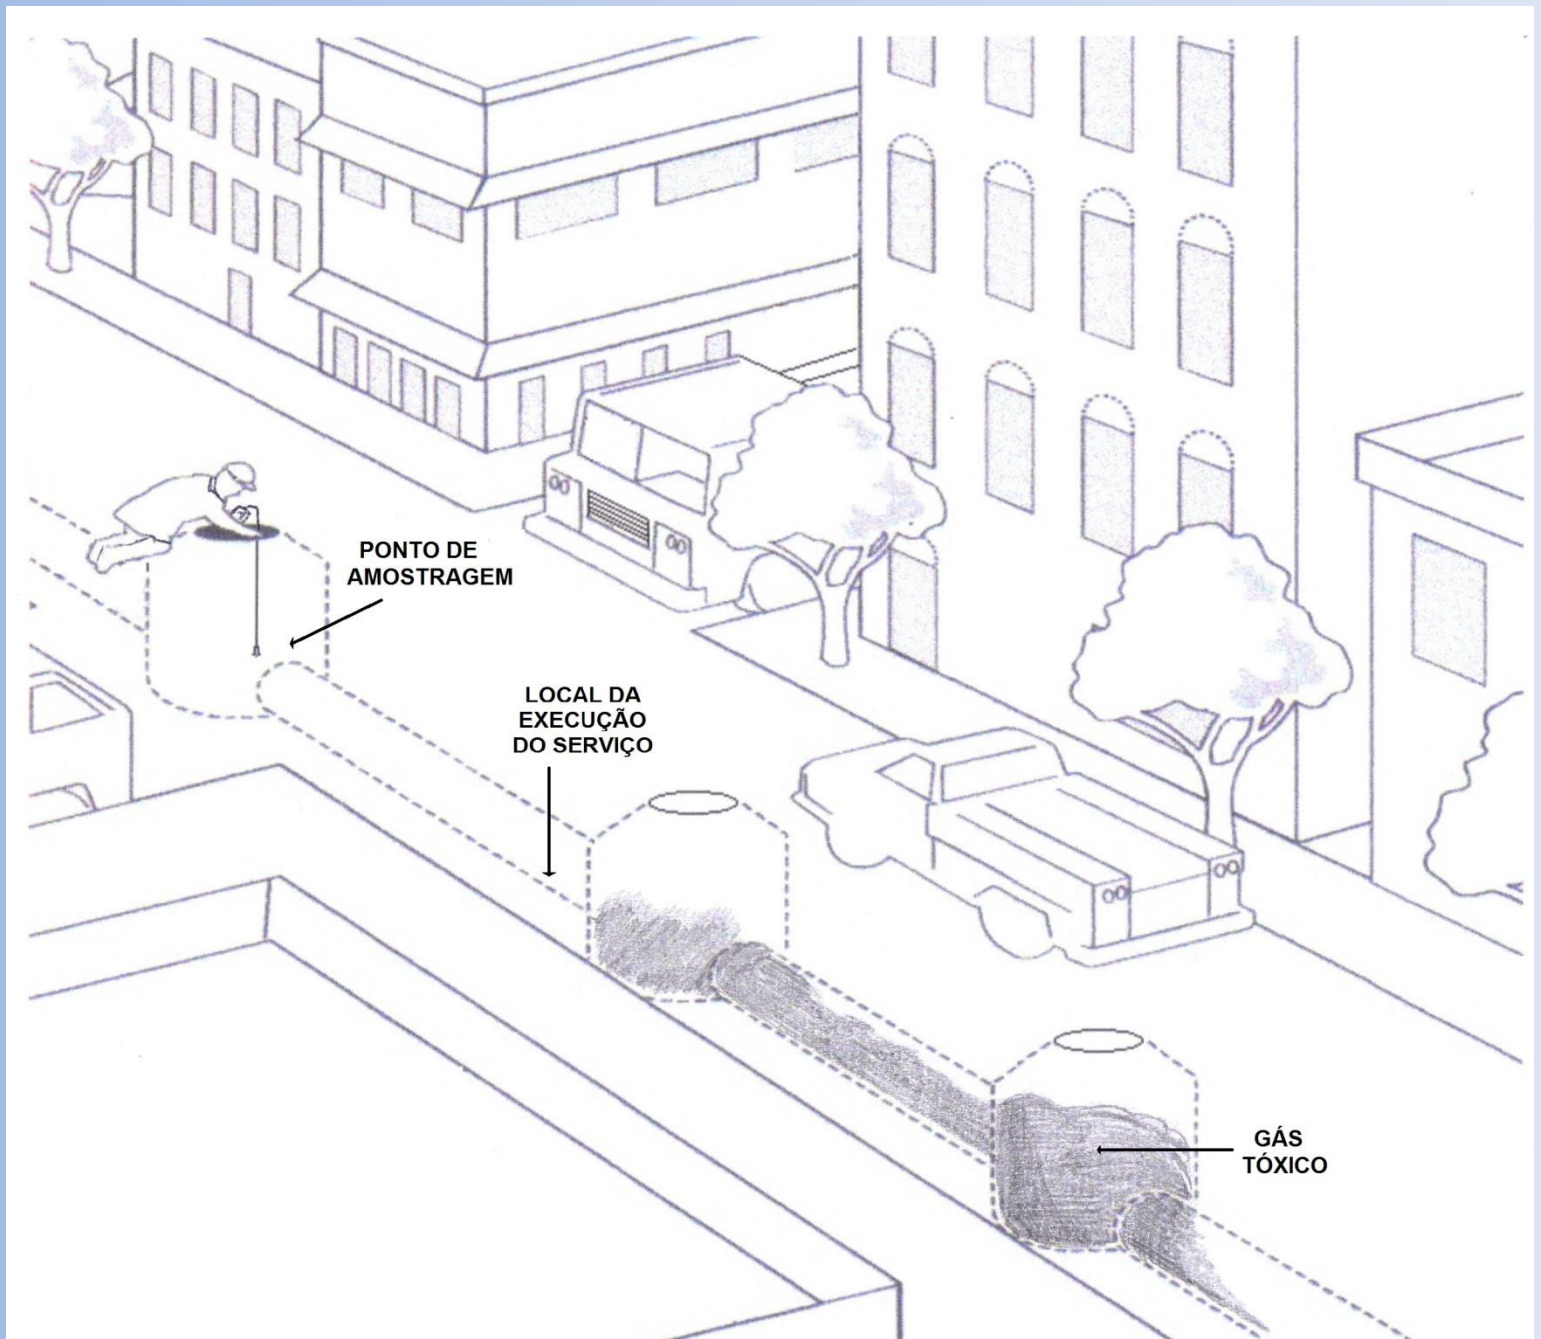 PONTO DE
AMOSTRAGEM
LOCAL DA
EXECUÇÃO
DO SERVIÇO
GÁS
TÓXICO